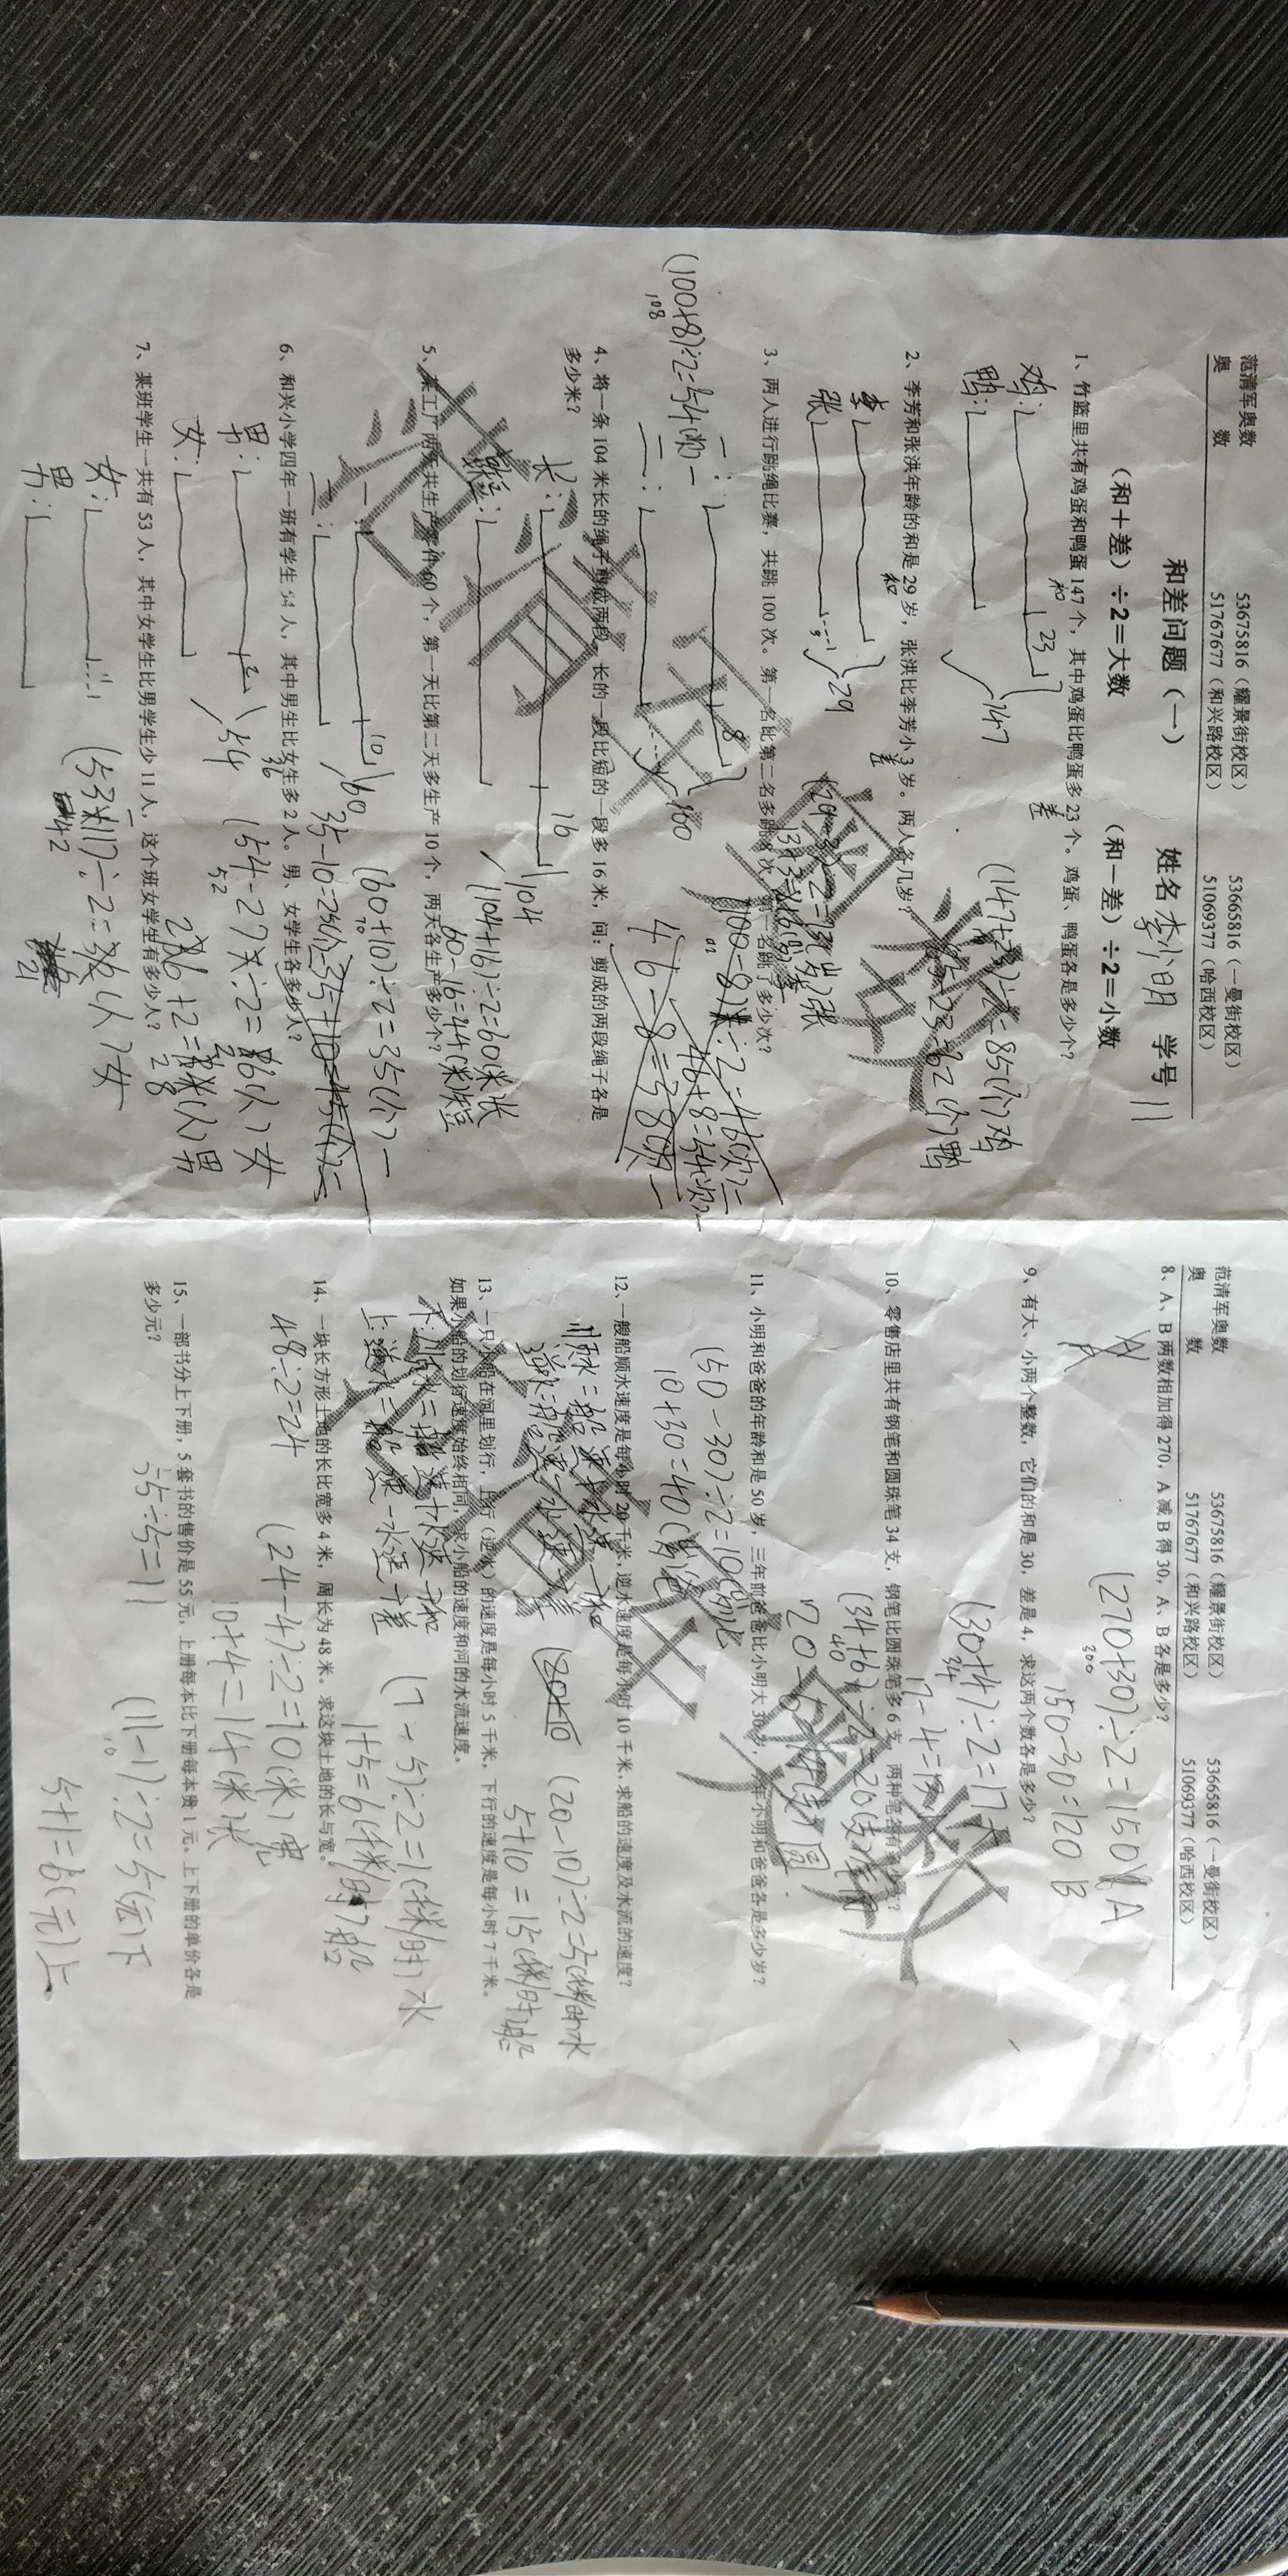 范清军奥数 53675816（耀景街校区） 53665816（一曼街校区）
奥 数 51767677（和兴路校区） 51069377（哈西校区）
和差问题（一） 姓名 李小明 学号 11
（和＋差）÷2＝大数 （和－差）÷2＝小数
1、竹篮里共有鸡蛋和鸭蛋 147 个，其中鸡蛋比鸭蛋多 23 个。鸡蛋、鸭蛋各是多少个？
和 差
鸡： 23
鸭： 147
=85(个)鸡
=62(个)鸭
2、李芳和张洪年龄的和是 29 岁，张洪比李芳小 3 岁。两人各几岁？
和 差
李：
张： 3 29
3、两人进行跳绳比赛，共跳 100 次。第一名比第二名多跳 8 次，第一名跳了多少次？
一： 8
二： 100
(100+8)÷2=54(次)一
108
46+8=54(次)一
46-8=38(次)一
4、将一条 104 米长的绳子剪成两段，长的一段比短的一段多 16 米，问：剪成的两段绳子各是
多少米？
长： 16
短： 104
(104+16)÷2=60(米)长
60-16=44(米)短
5、某工厂两天共生产零件 60 个，第一天比第二天多生产 10 个，两天各生产多少个？
一： 10
二： 60
(60+10)÷2=35(个)一
70
35-10=25(个)二
6、和兴小学四年一班有学生 54 人，其中男生比女生多 2 人。男、女学生各多少人？
男： 2
女： 54
(54-2)÷2=26(人)女
52
26+2=28(人)男
7、某班学生一共有 53 人，其中女学生比男学生少 11 人，这个班女学生有多少人？
女： 11
男：
42
21
范清军奥数 53675816（耀景街校区） 53665816（一曼街校区）
奥 数 51767677（和兴路校区） 51069377（哈西校区）
8、A、B 两数相加得 270，A 减 B 得 30，A、B 各是多少？
(270+30)÷2=150 A
300
150-30=120 B
9、有大、小两个整数，它们的和是 30，差是 4，求这两个数各是多少？
(30+4)÷2=17
34
17-4=13
10、零售店里共有钢笔和圆珠笔 34 支，钢笔比圆珠笔多 6 支，两种笔各有多少支？
(34+6)÷2=20(支)
40
20-6=14(支)圆
11、小明和爸爸的年龄和是 50 岁，三年前爸爸比小明大 30 岁，今年小明和爸爸各是多少岁？
(50-30)÷2=10(岁)
10+30=40(岁)爸
12、一艘船顺水速度是每小时 20 千米，逆水速度是每小时 10 千米，求船的速度及水流的速度？
顺水=船速+水速 和
逆水=船速-水速 差
(20-10)÷2=5(千米/时)水
5+10=15(千米/时)船
13、一只小船在河里划行，上行（逆水）的速度是每小时 5 千米，下行的速度是每小时 7 千米。
如果小船的划行速度始终相同，求小船的速度和河的水流速度。
下：顺水=船速+水速 和
上：逆水=船速-水速 差
(7-5)÷2=1(千米/时)水
1+5=6(千米/时)船
14、一块长方形土地的长比宽多 4 米，周长为 48 米。求这块土地的长与宽。
48÷2=24
(24-4)÷2=10(米)宽
10+4=14(米)长
15、一部书分上下册，5 套书的售价是 55 元，上册每本比下册每本贵 1 元。上下册的单价各是
多少元？
55÷5=11
(11-1)÷2=5(元)下
10
5+1=6(元)上